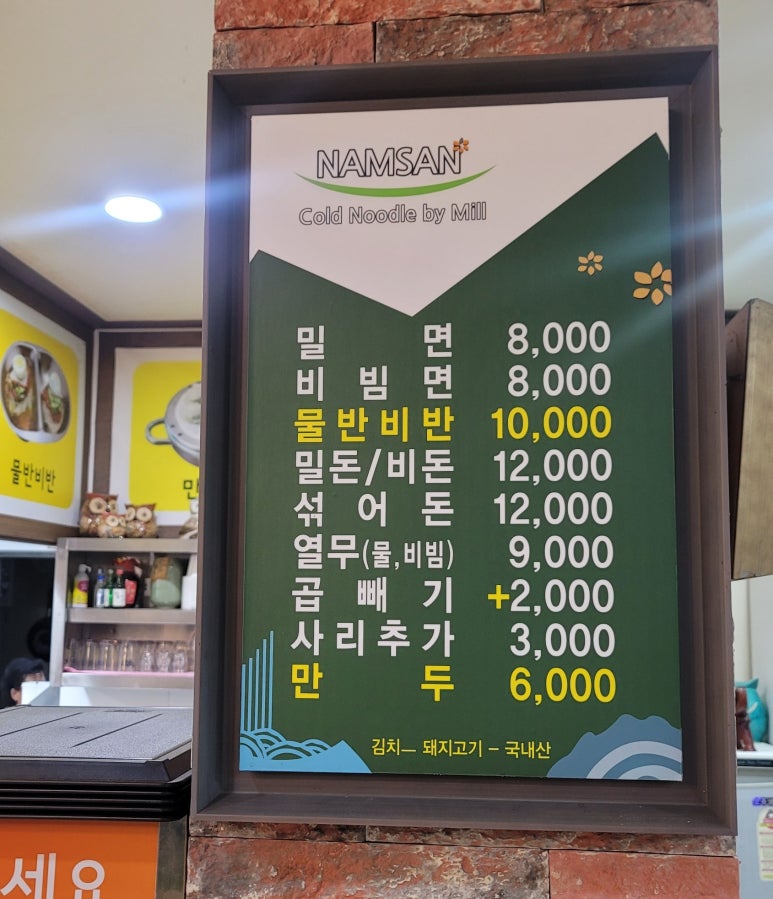 NAMSAN
Cold Noodle by Mill
밀면 8,000
비빔면 8,000
물반비반 10,000
밀돈/비돈 12,000
섞어돈 12,000
열무(물,비빔) 9,000
곱빼기 +2,000
사리추가 3,000
만두 6,000
김치 - 돼지고기 - 국내산
물반비반
만
세요